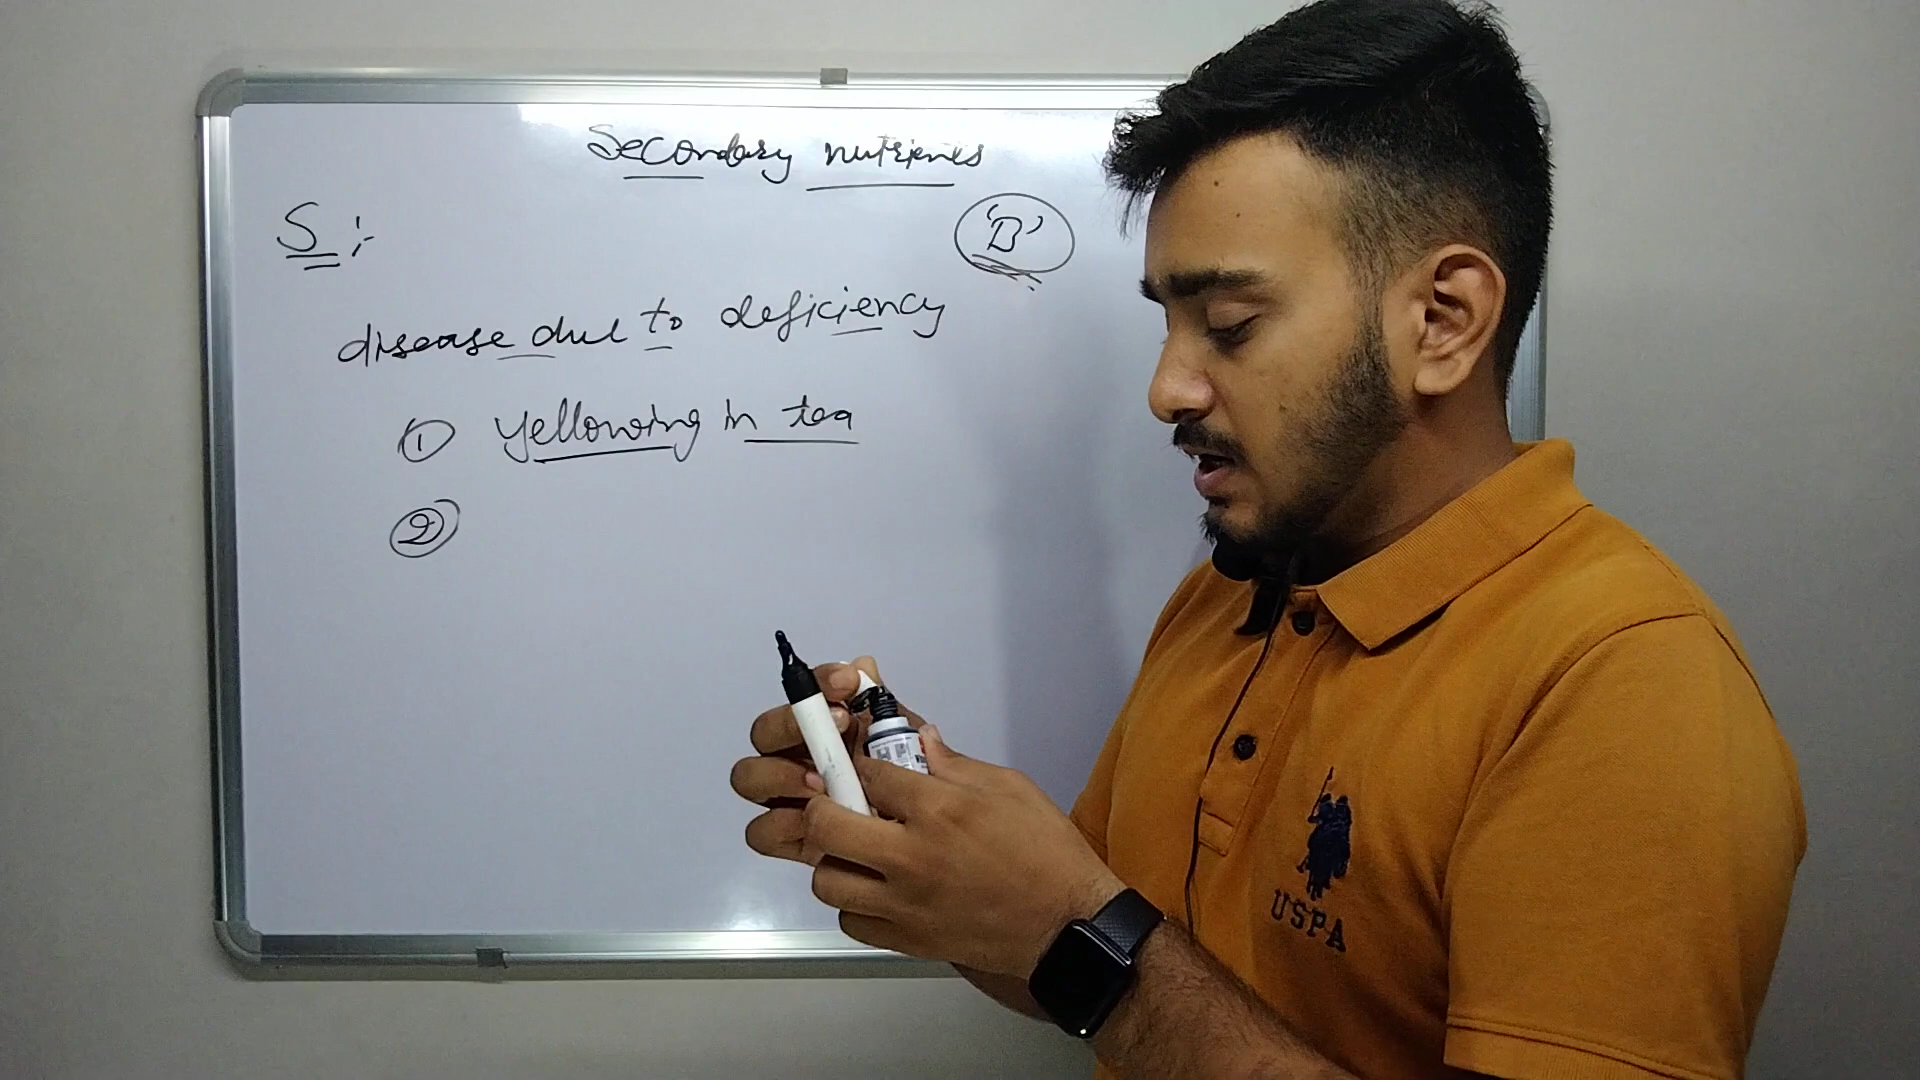 Secondary nutrients
S :-
'B'
disease due to deficiency
① yellowing in tea
②
USPA